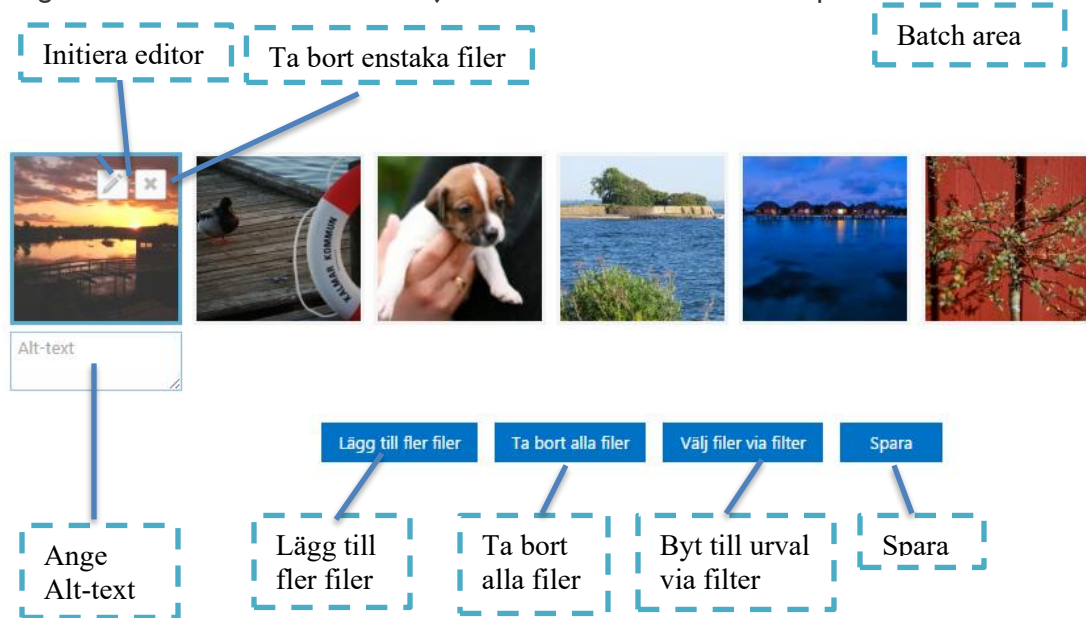 Initiera editor
Ta bort enstaka filer
Batch area
KALMAR KOMMUN
Alt-text
Lägg till fler filer
Ta bort alla filer
Välj filer via filter
Spara
Ange
Alt-text
Lägg till
fler filer
Ta bort
alla filer
Byt till urval
via filter
Spara